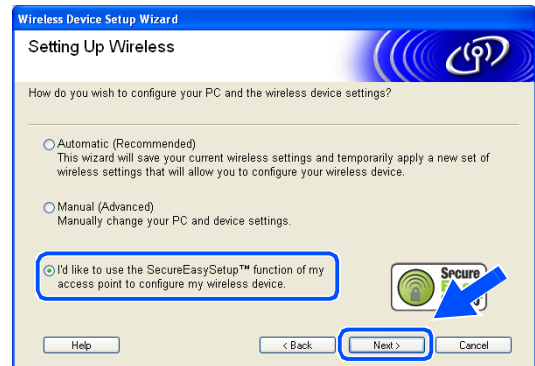 Wireless Device Setup Wizard
Setting Up Wireless
How do you wish to configure your PC and the wireless device settings?
Automatic (Recommended)
This wizard will save your current wireless settings and temporarily apply a new set of
wireless settings that will allow you to configure your wireless device.
Manual (Advanced)
Manually change your PC and device settings.
I'd like to use the SecureEasySetup™ function of my
access point to configure my wireless device.
Secure
Help
< Back
Next >
Cancel